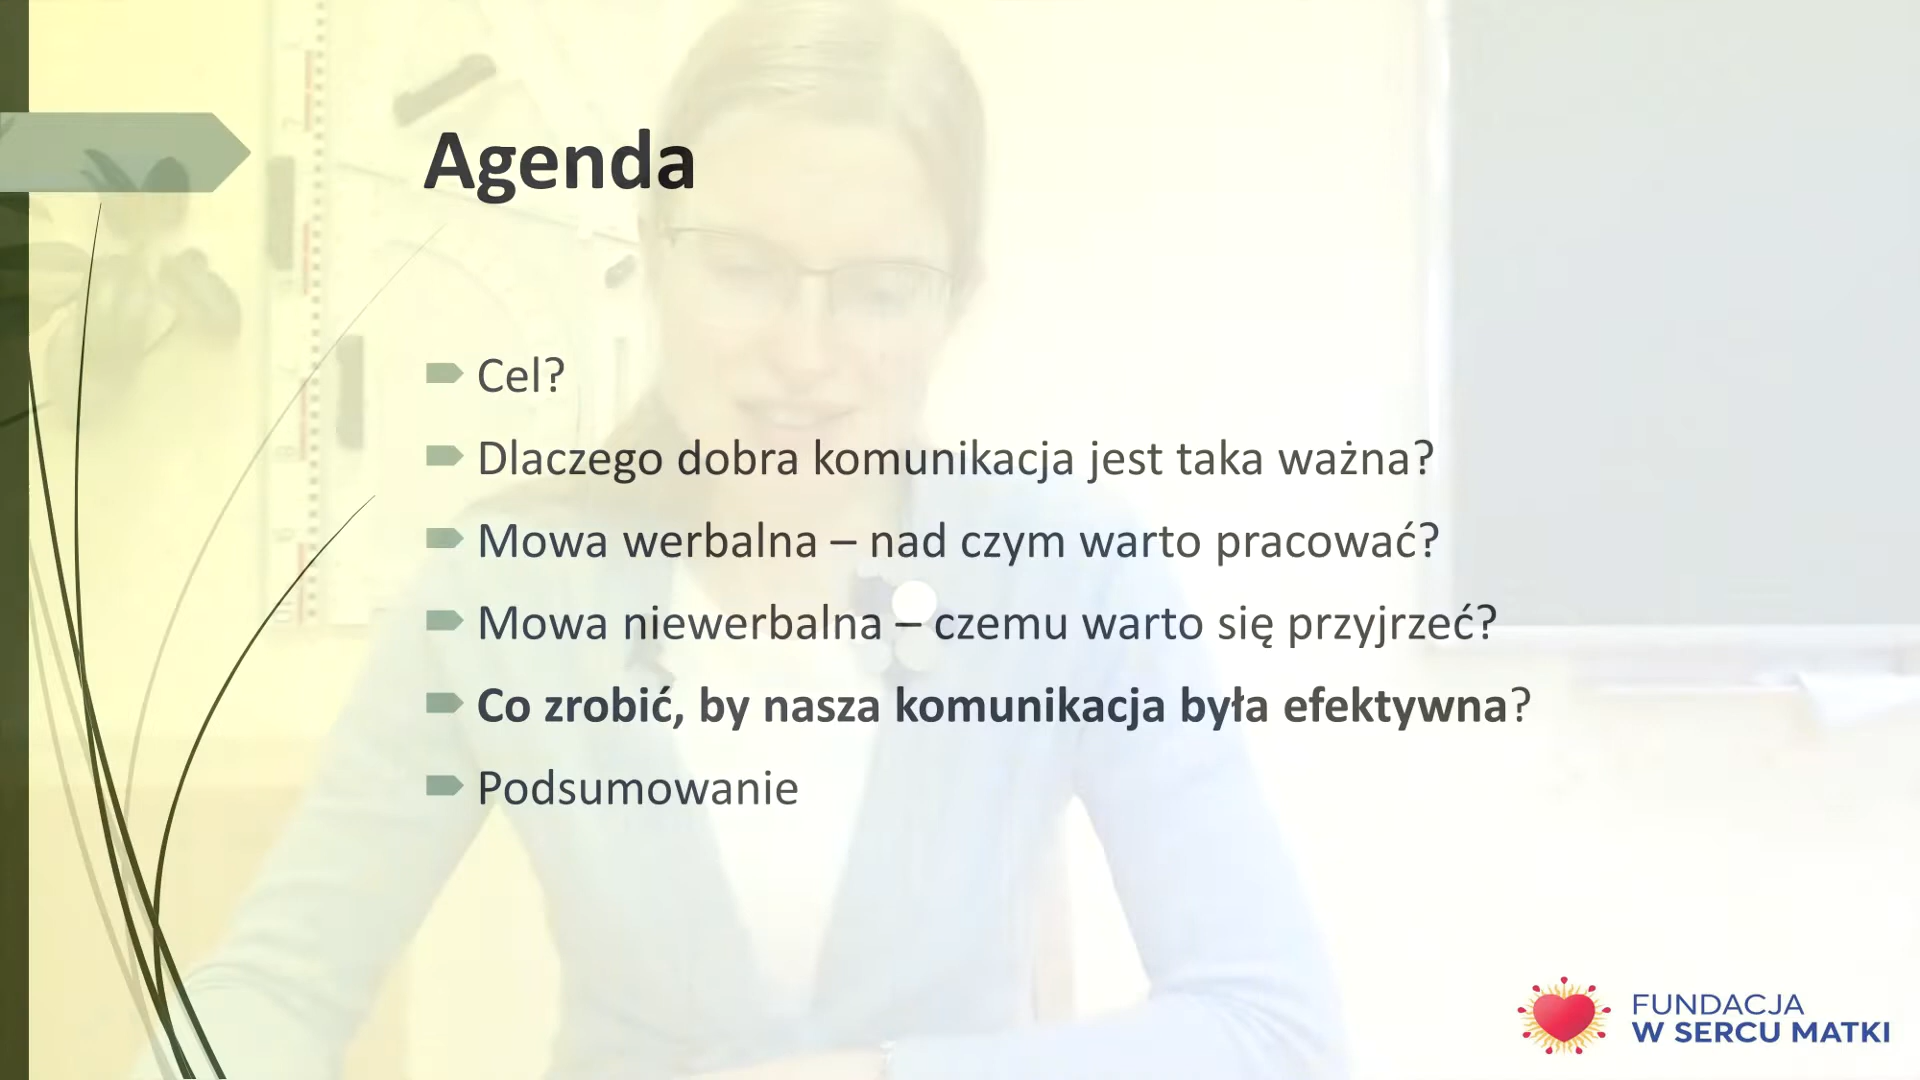 Agenda
Cel?
Dlaczego dobra komunikacja jest taka ważna?
Mowa werbalna – nad czym warto pracować?
Mowa niewerbalna – czemu warto się przyjrzeć?
Co zrobić, by nasza komunikacja była efektywna?
Podsumowanie
FUNDACJA
W SERCU MATKI